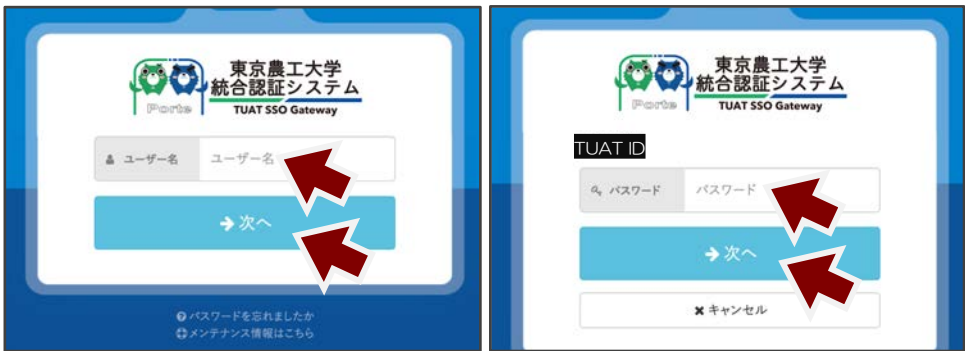 東京農工大学
統合認証システム
Porte
TUAT SSO Gateway
ユーザー名 ユーザー名
次へ
パスワードを忘れましたか
メンテナンス情報はこちら
東京農工大学
統合認証システム
Porte
TUAT SSO Gateway
TUAT ID
パスワード パスワード
次へ
キャンセル